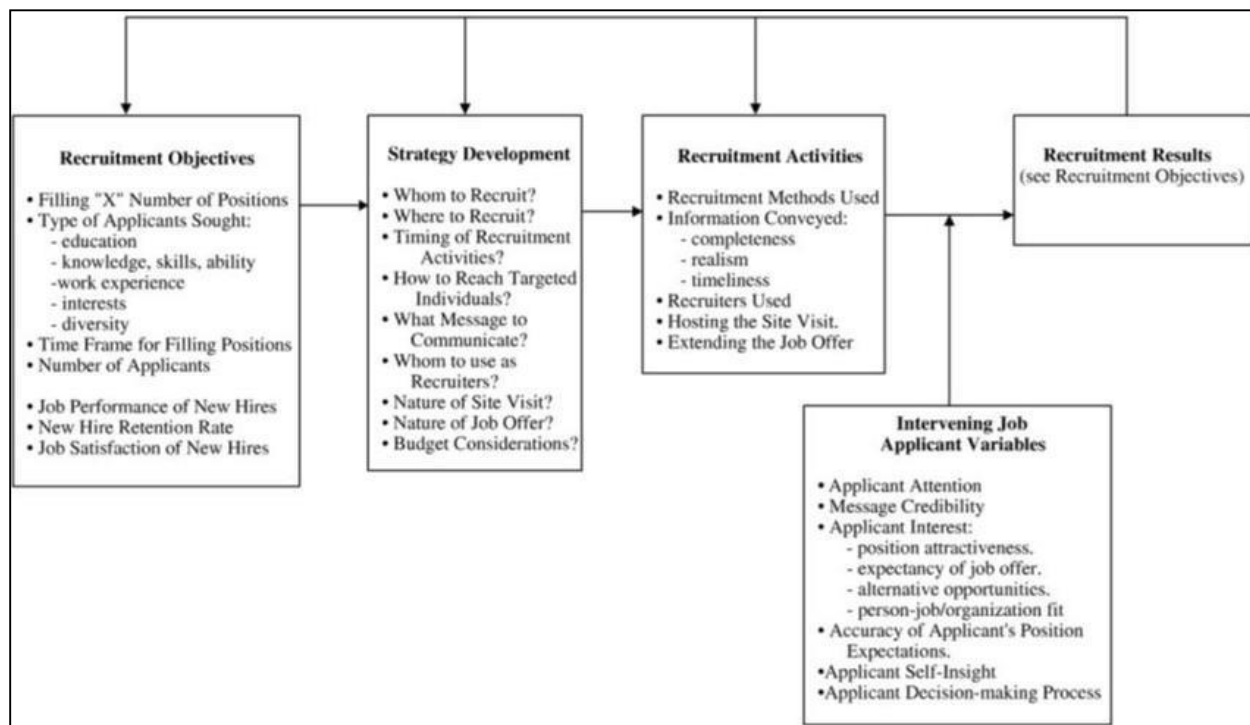 Recruitment Objectives
• Filling "X" Number of Positions
• Type of Applicants Sought:
- education
- knowledge, skills, ability
-work experience
- interests
- diversity
• Time Frame for Filling Positions
• Number of Applicants
• Job Performance of New Hires
• New Hire Retention Rate
• Job Satisfaction of New Hires
Strategy Development
• Whom to Recruit?
• Where to Recruit?
• Timing of Recruitment
Activities?
• How to Reach Targeted
Individuals?
• What Message to
Communicate?
• Whom to use as
Recruiters?
• Nature of Site Visit?
• Nature of Job Offer?
• Budget Considerations?
Recruitment Activities
• Recruitment Methods Used
• Information Conveyed:
- completeness
- realism
- timeliness
• Recruiters Used
• Hosting the Site Visit.
• Extending the Job Offer
Recruitment Results
(see Recruitment Objectives)
Intervening Job
Applicant Variables
• Applicant Attention
• Message Credibility
• Applicant Interest:
- position attractiveness.
- expectancy of job offer.
- alternative opportunities.
- person-job/organization fit
• Accuracy of Applicant's Position
Expectations.
•Applicant Self-Insight
•Applicant Decision-making Process